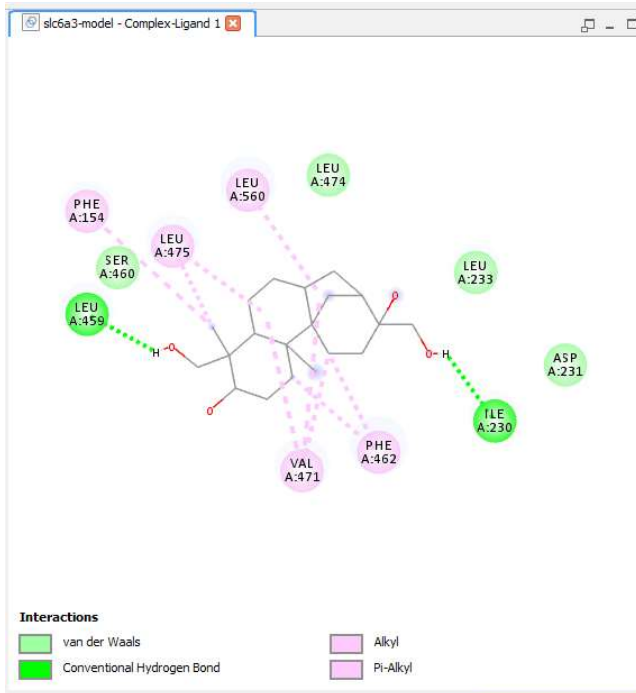 slc6a3-model - Complex-Ligand 1
LEU
A:474
LEU
A:560
PHE
A:154
LEU
A:475
SER
A:460
LEU
A:233
LEU
A:459
H
O
O
O
O
H
O
ASP
A:231
ILE
A:230
PHE
A:462
VAL
A:471
Interactions
van der Waals
Alkyl
Conventional Hydrogen Bond
Pi-Alkyl